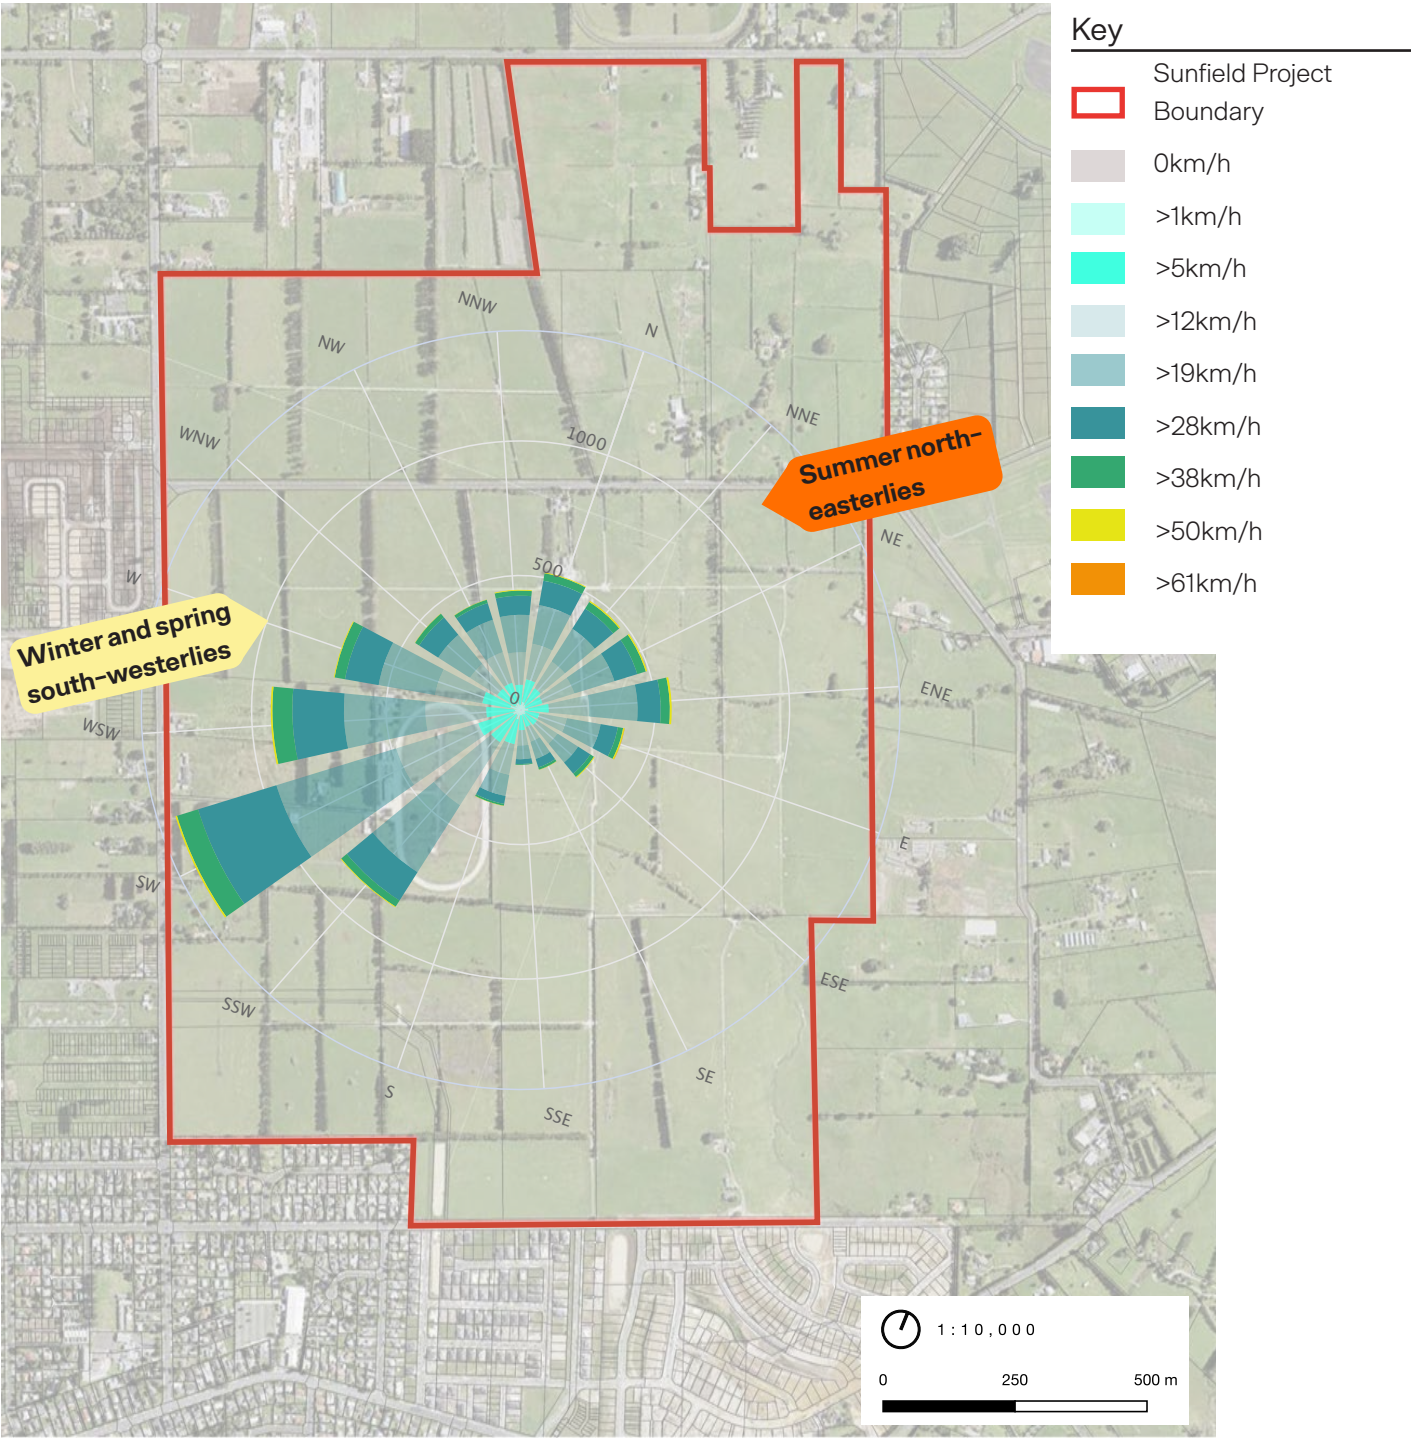 Key
Sunfield Project
Boundary
0km/h
>1km/h
>5km/h
>12km/h
>19km/h
>28km/h
>38km/h
>50km/h
>61km/h
NNW
N
NW
NNE
WNW
1000
Summer north-
easterlies
NE
500
W
Winter and spring
south-westerlies
0
ENE
WSW
E
SW
ESE
SSW
SE
S
SSE
1:10,000
0 250 500 m